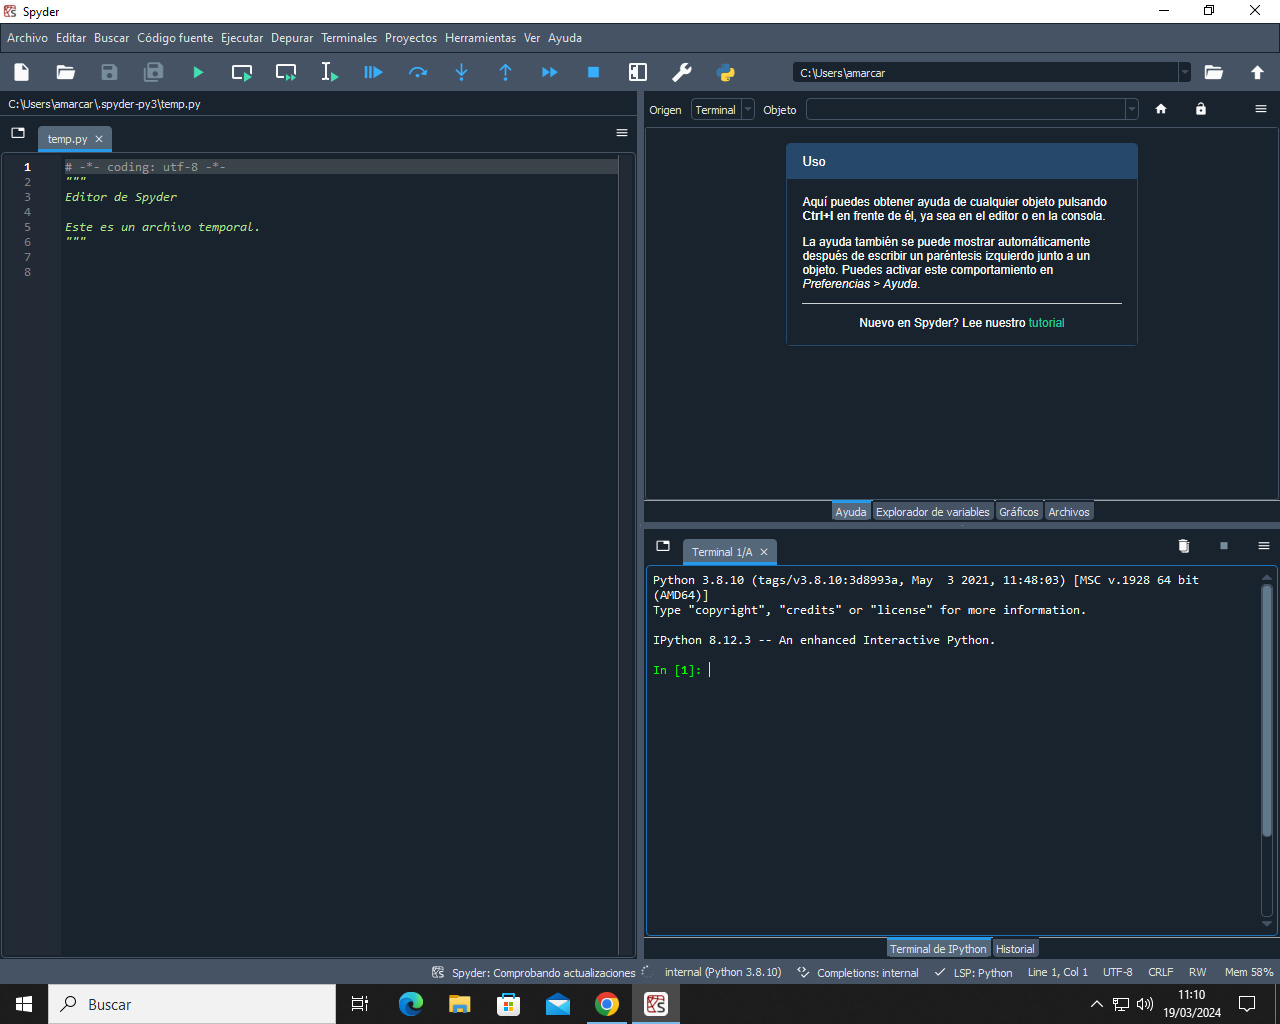 Spyder
Archivo Editar Buscar Código fuente Ejecutar Depurar Terminales Proyectos Herramientas Ver Ayuda
C:\Users\amarcar
C:\Users\amarcar\.spyder-py3\temp.py
temp.py
1 # -*- coding: utf-8 -*-
2 """
3 Editor de Spyder
4
5 Este es un archivo temporal.
6 """
7
8
Origen Terminal Objeto
Uso
Aquí puedes obtener ayuda de cualquier objeto pulsando
Ctrl+I en frente de él, ya sea en el editor o en la consola.
La ayuda también se puede mostrar automáticamente
después de escribir un paréntesis izquierdo junto a un
objeto. Puedes activar este comportamiento en
Preferencias > Ayuda.
Nuevo en Spyder? Lee nuestro tutorial
Ayuda Explorador de variables Gráficos Archivos
Terminal 1/A
Python 3.8.10 (tags/v3.8.10:3d8993a, May  3 2021, 11:48:03) [MSC v.1928 64 bit
(AMD64)]
Type "copyright", "credits" or "license" for more information.
IPython 8.12.3 -- An enhanced Interactive Python.
In [1]:
Terminal de IPython Historial
Spyder: Comprobando actualizaciones internal (Python 3.8.10) Completions: internal LSP: Python Line 1, Col 1 UTF-8 CRLF RW Mem 58%
Buscar
11:10
19/03/2024